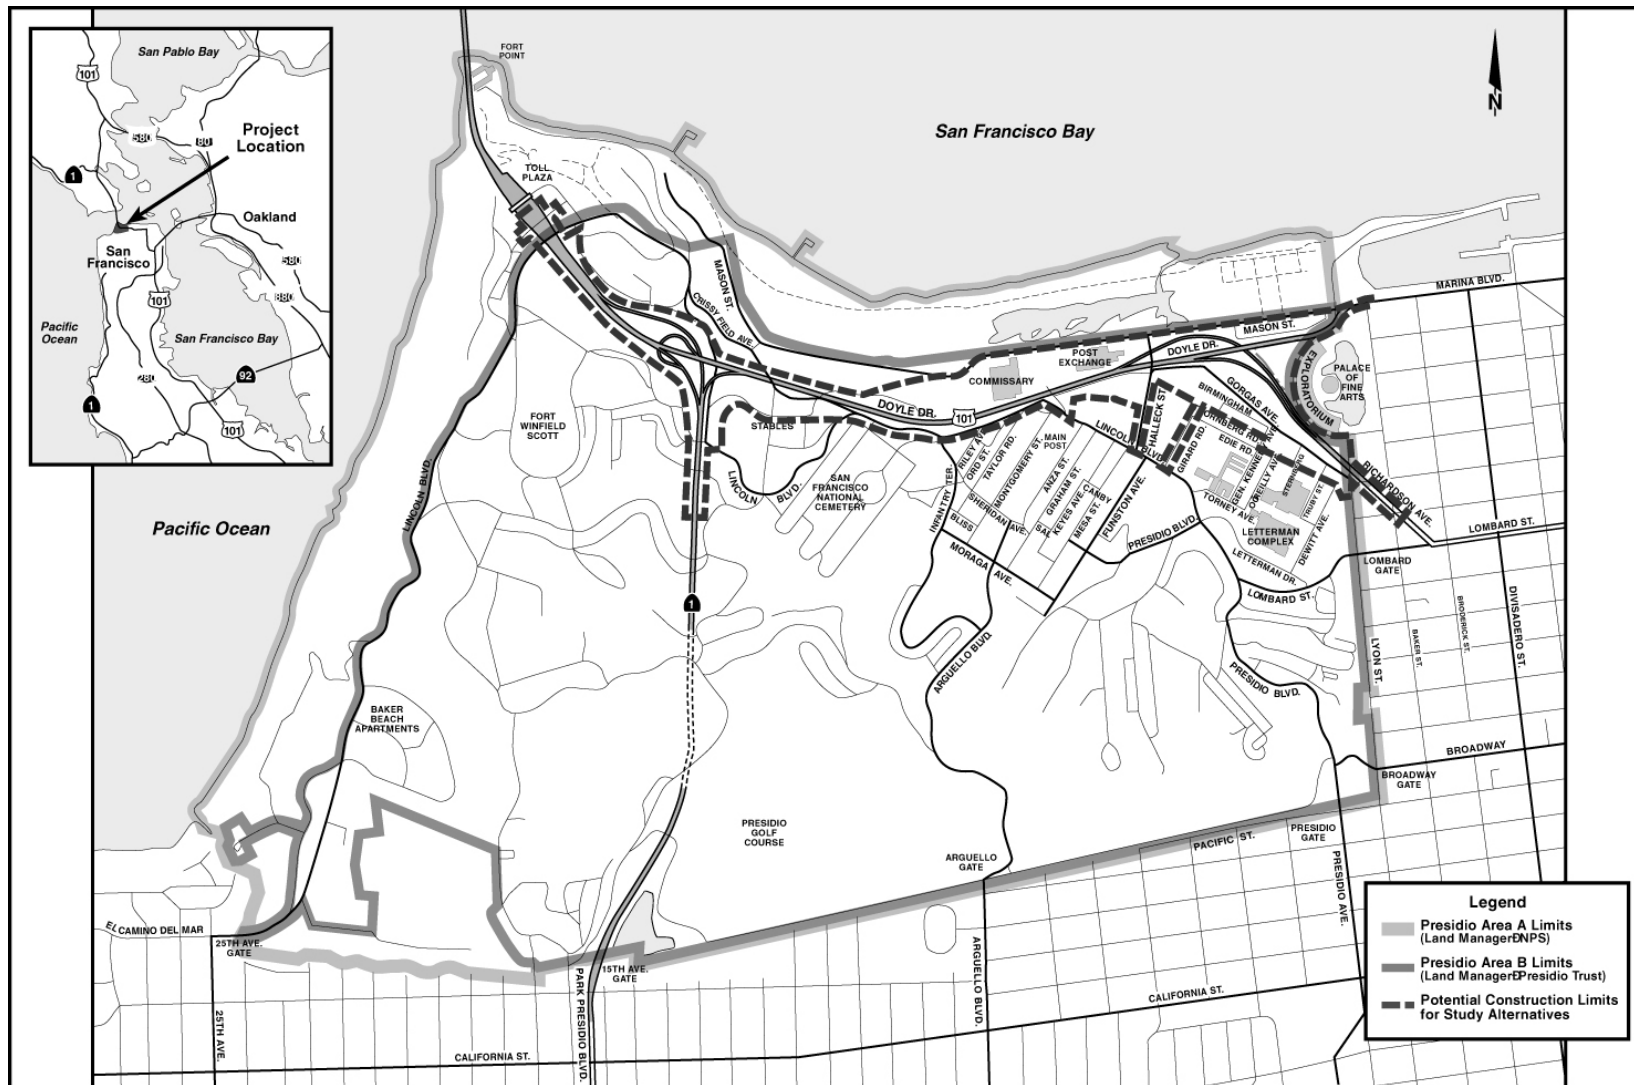 San Pablo Bay
101
580
80
Project
Location
1
Oakland
San
Francisco
580
101
880
Pacific
Ocean
San Francisco Bay
280
92
1
101
FORT
POINT
San Francisco Bay
N
TOLL
PLAZA
MASON ST.
CRISSY FIELD AVE.
MARINA BLVD.
MASON ST.
DOYLE DR.
POST
EXCHANGE
COMMISSARY
EXPLORATORIUM
PALACE
OF
FINE
ARTS
GORGAS AVE.
BIRMINGHAM
DOYLE DR.
101
HALLECK ST.
EDIE RD.
GIRARD RD.
FORT
WINFIELD
SCOTT
STABLES
MAIN
POST
LINCOLN BLVD.
RILEY AVE.
ORD ST.
TAYLOR RD.
MONTGOMERY ST.
ANZA ST.
GRAHAM ST.
KEYES AVE.
CANBY
MESA ST.
FUNSTON AVE.
LINCOLN
BLVD.
SAN
FRANCISCO
NATIONAL
CEMETERY
INFANTRY TER.
BLISS
SHERIDAN AVE.
SAL
TORNEY AVE.
TRUBY ST.
RICHARDSON AVE.
LOMBARD ST.
LETTERMAN
COMPLEX
DEWITT AVE.
PRESIDIO BLVD.
LETTERMAN DR.
LOMBARD
GATE
LOMBARD ST.
MORAGA AVE.
LINCOLN BLVD.
Pacific Ocean
1
ARGUELLO BLVD.
PRESIDIO BLVD.
LYON ST.
BAKER ST.
BRODERICK ST.
DIVISADERO ST.
BAKER
BEACH
APARTMENTS
BROADWAY
BROADWAY
GATE
PRESIDIO
GOLF
COURSE
PRESIDIO
GATE
PACIFIC ST.
ARGUELLO
GATE
PRESIDIO AVE.
EL CAMINO DEL MAR
25TH AVE.
GATE
15TH AVE.
GATE
25TH AVE.
PARK PRESIDIO BLVD.
ARGUELLO BLVD.
CALIFORNIA ST.
CALIFORNIA ST.
Legend
Presidio Area A Limits
(Land ManagerÐNPS)
Presidio Area B Limits
(Land ManagerÐPresidio Trust)
Potential Construction Limits
for Study Alternatives